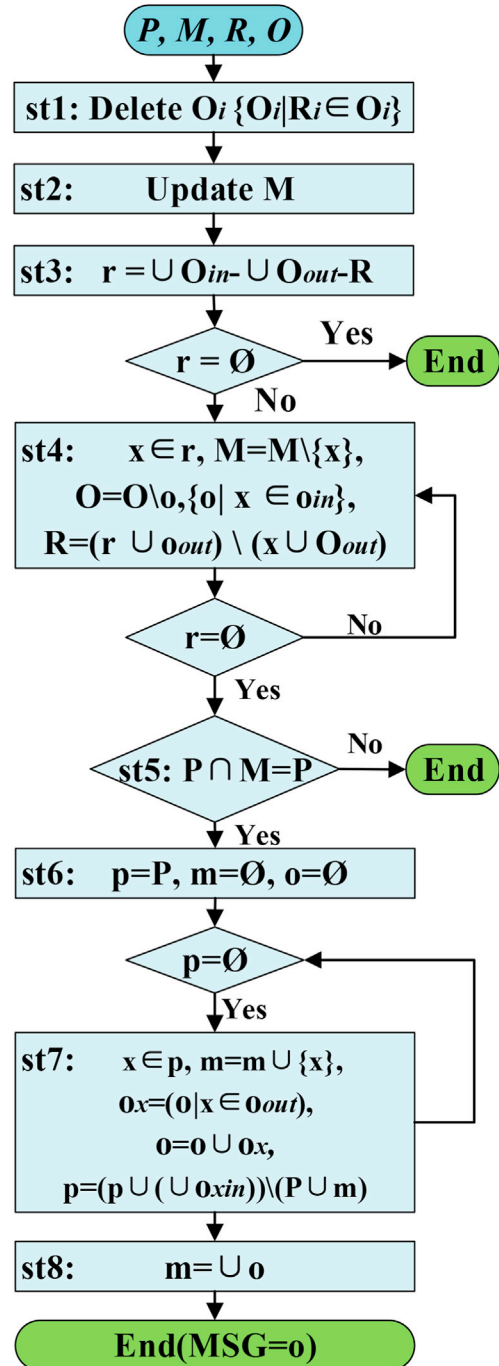 P, M, R, O
st1: Delete Oi {Oi|Ri∈Oi}
st2: Update M
st3: r =∪Oin-∪Oout-R
r = Ø
Yes
End
No
st4: x∈r, M=M\{x},
O=O\o,{o| x ∈oin},
R=(r ∪oout) \ (x∪Oout)
r=Ø
No
Yes
st5: P∩M=P
No
End
Yes
st6: p=P, m=Ø, o=Ø
p=Ø
Yes
st7: x∈p, m=m∪{x},
ox=(o|x∈oout),
o=o∪ox,
p=(p∪(∪oxin))\(P∪m)
st8: m=∪o
End(MSG=o)